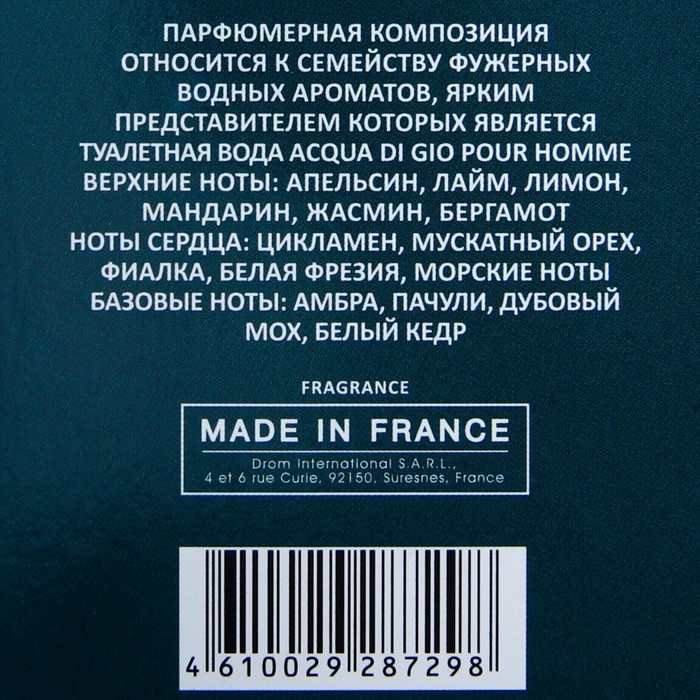 ПАРФЮМЕРНАЯ КОМПОЗИЦИЯ
ОТНОСИТСЯ К СЕМЕЙСТВУ ФУЖЕРНЫХ
ВОДНЫХ АРОМАТОВ, ЯРКИМ
ПРЕДСТАВИТЕЛЕМ КОТОРЫХ ЯВЛЯЕТСЯ
ТУАЛЕТНАЯ ВОДА ACQUA DI GIO POUR HOMME
ВЕРХНИЕ НОТЫ: АПЕЛЬСИН, ЛАЙМ, ЛИМОН,
МАНДАРИН, ЖАСМИН, БЕРГАМОТ
НОТЫ СЕРДЦА: ЦИКЛАМЕН, МУСКАТНЫЙ ОРЕХ,
ФИАЛКА, БЕЛАЯ ФРЕЗИЯ, МОРСКИЕ НОТЫ
БАЗОВЫЕ НОТЫ: АМБРА, ПАЧУЛИ, ДУБОВЫЙ
МОХ, БЕЛЫЙ КЕДР
FRAGRANCE
MADE IN FRANCE
Drom International S.A.R.L.,
4 et 6 rue Curie, 92150, Suresnes, France
4 610029 287298